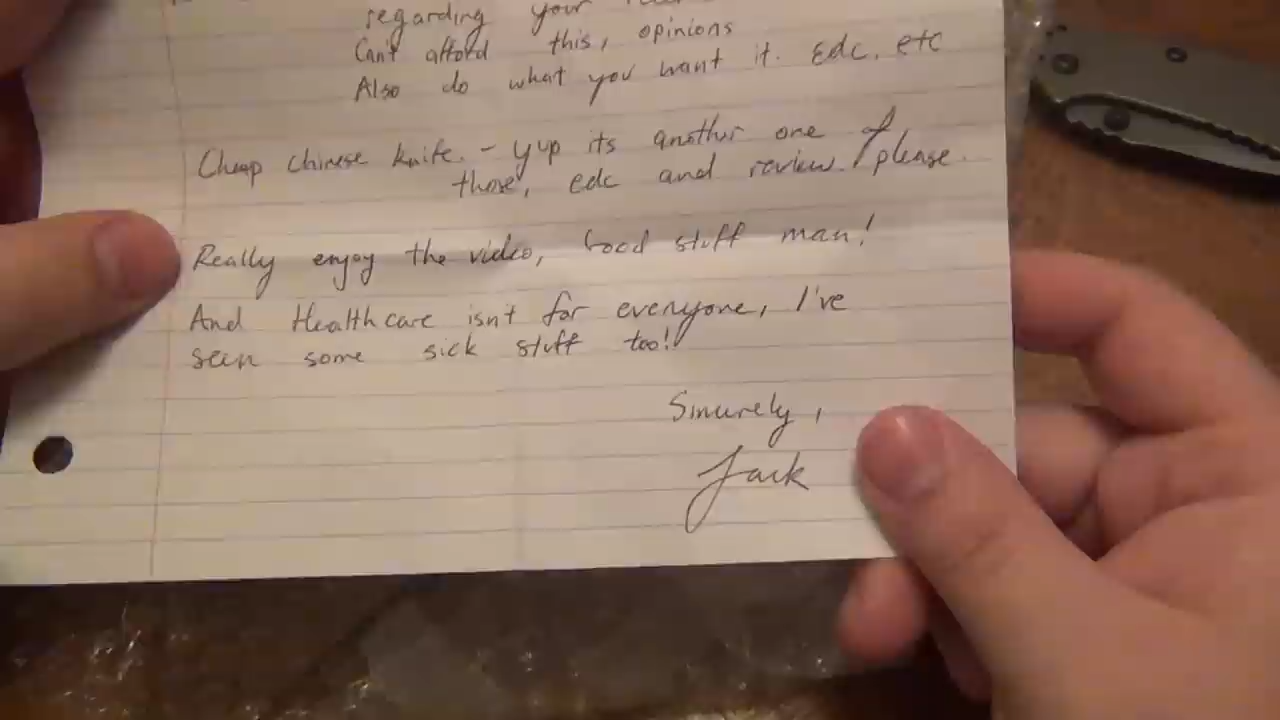 regarding your
Can't afford this, opinions
Also do what you want it. Edc, etc
Cheap chinese knife. - yup its another one of
those, edc and review please.
Really enjoy the video, Good stuff man!
And Healthcare isn't for everyone, I've
seen some sick stuff too!
Sincerely,
Jack